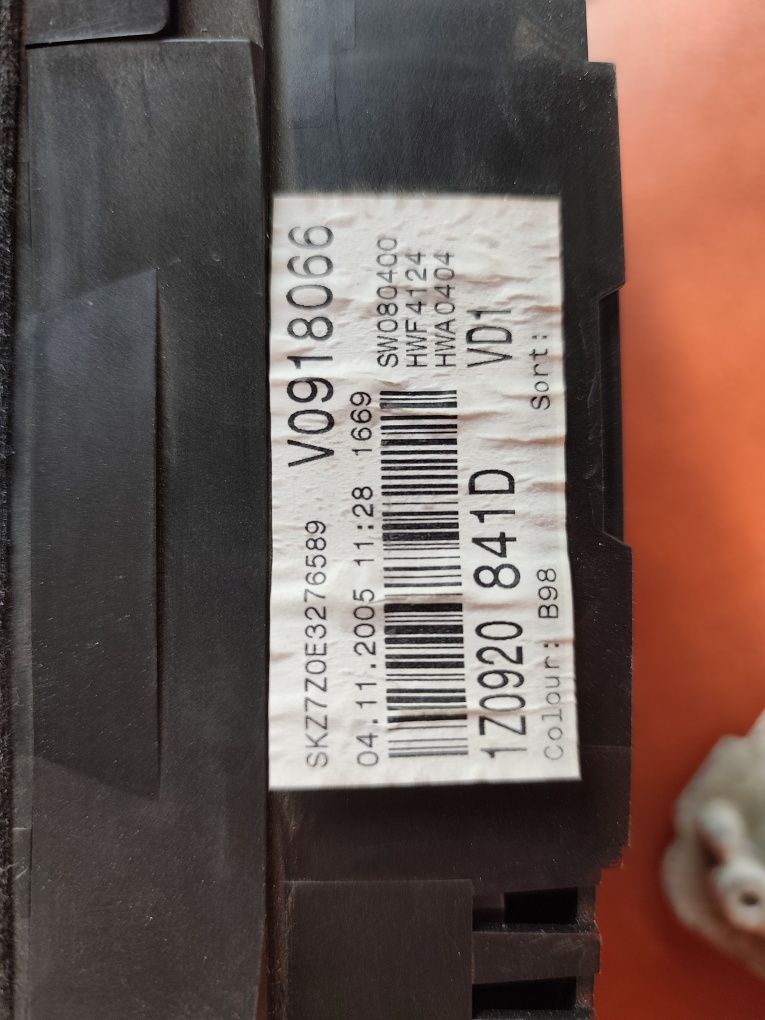 SKZ7Z0E3276589 V0918066
04.11.2005 11:28 1669 SW080400
HWF4124
HWA0404
1Z0920 841D VD1
Colour: B98 Sort: